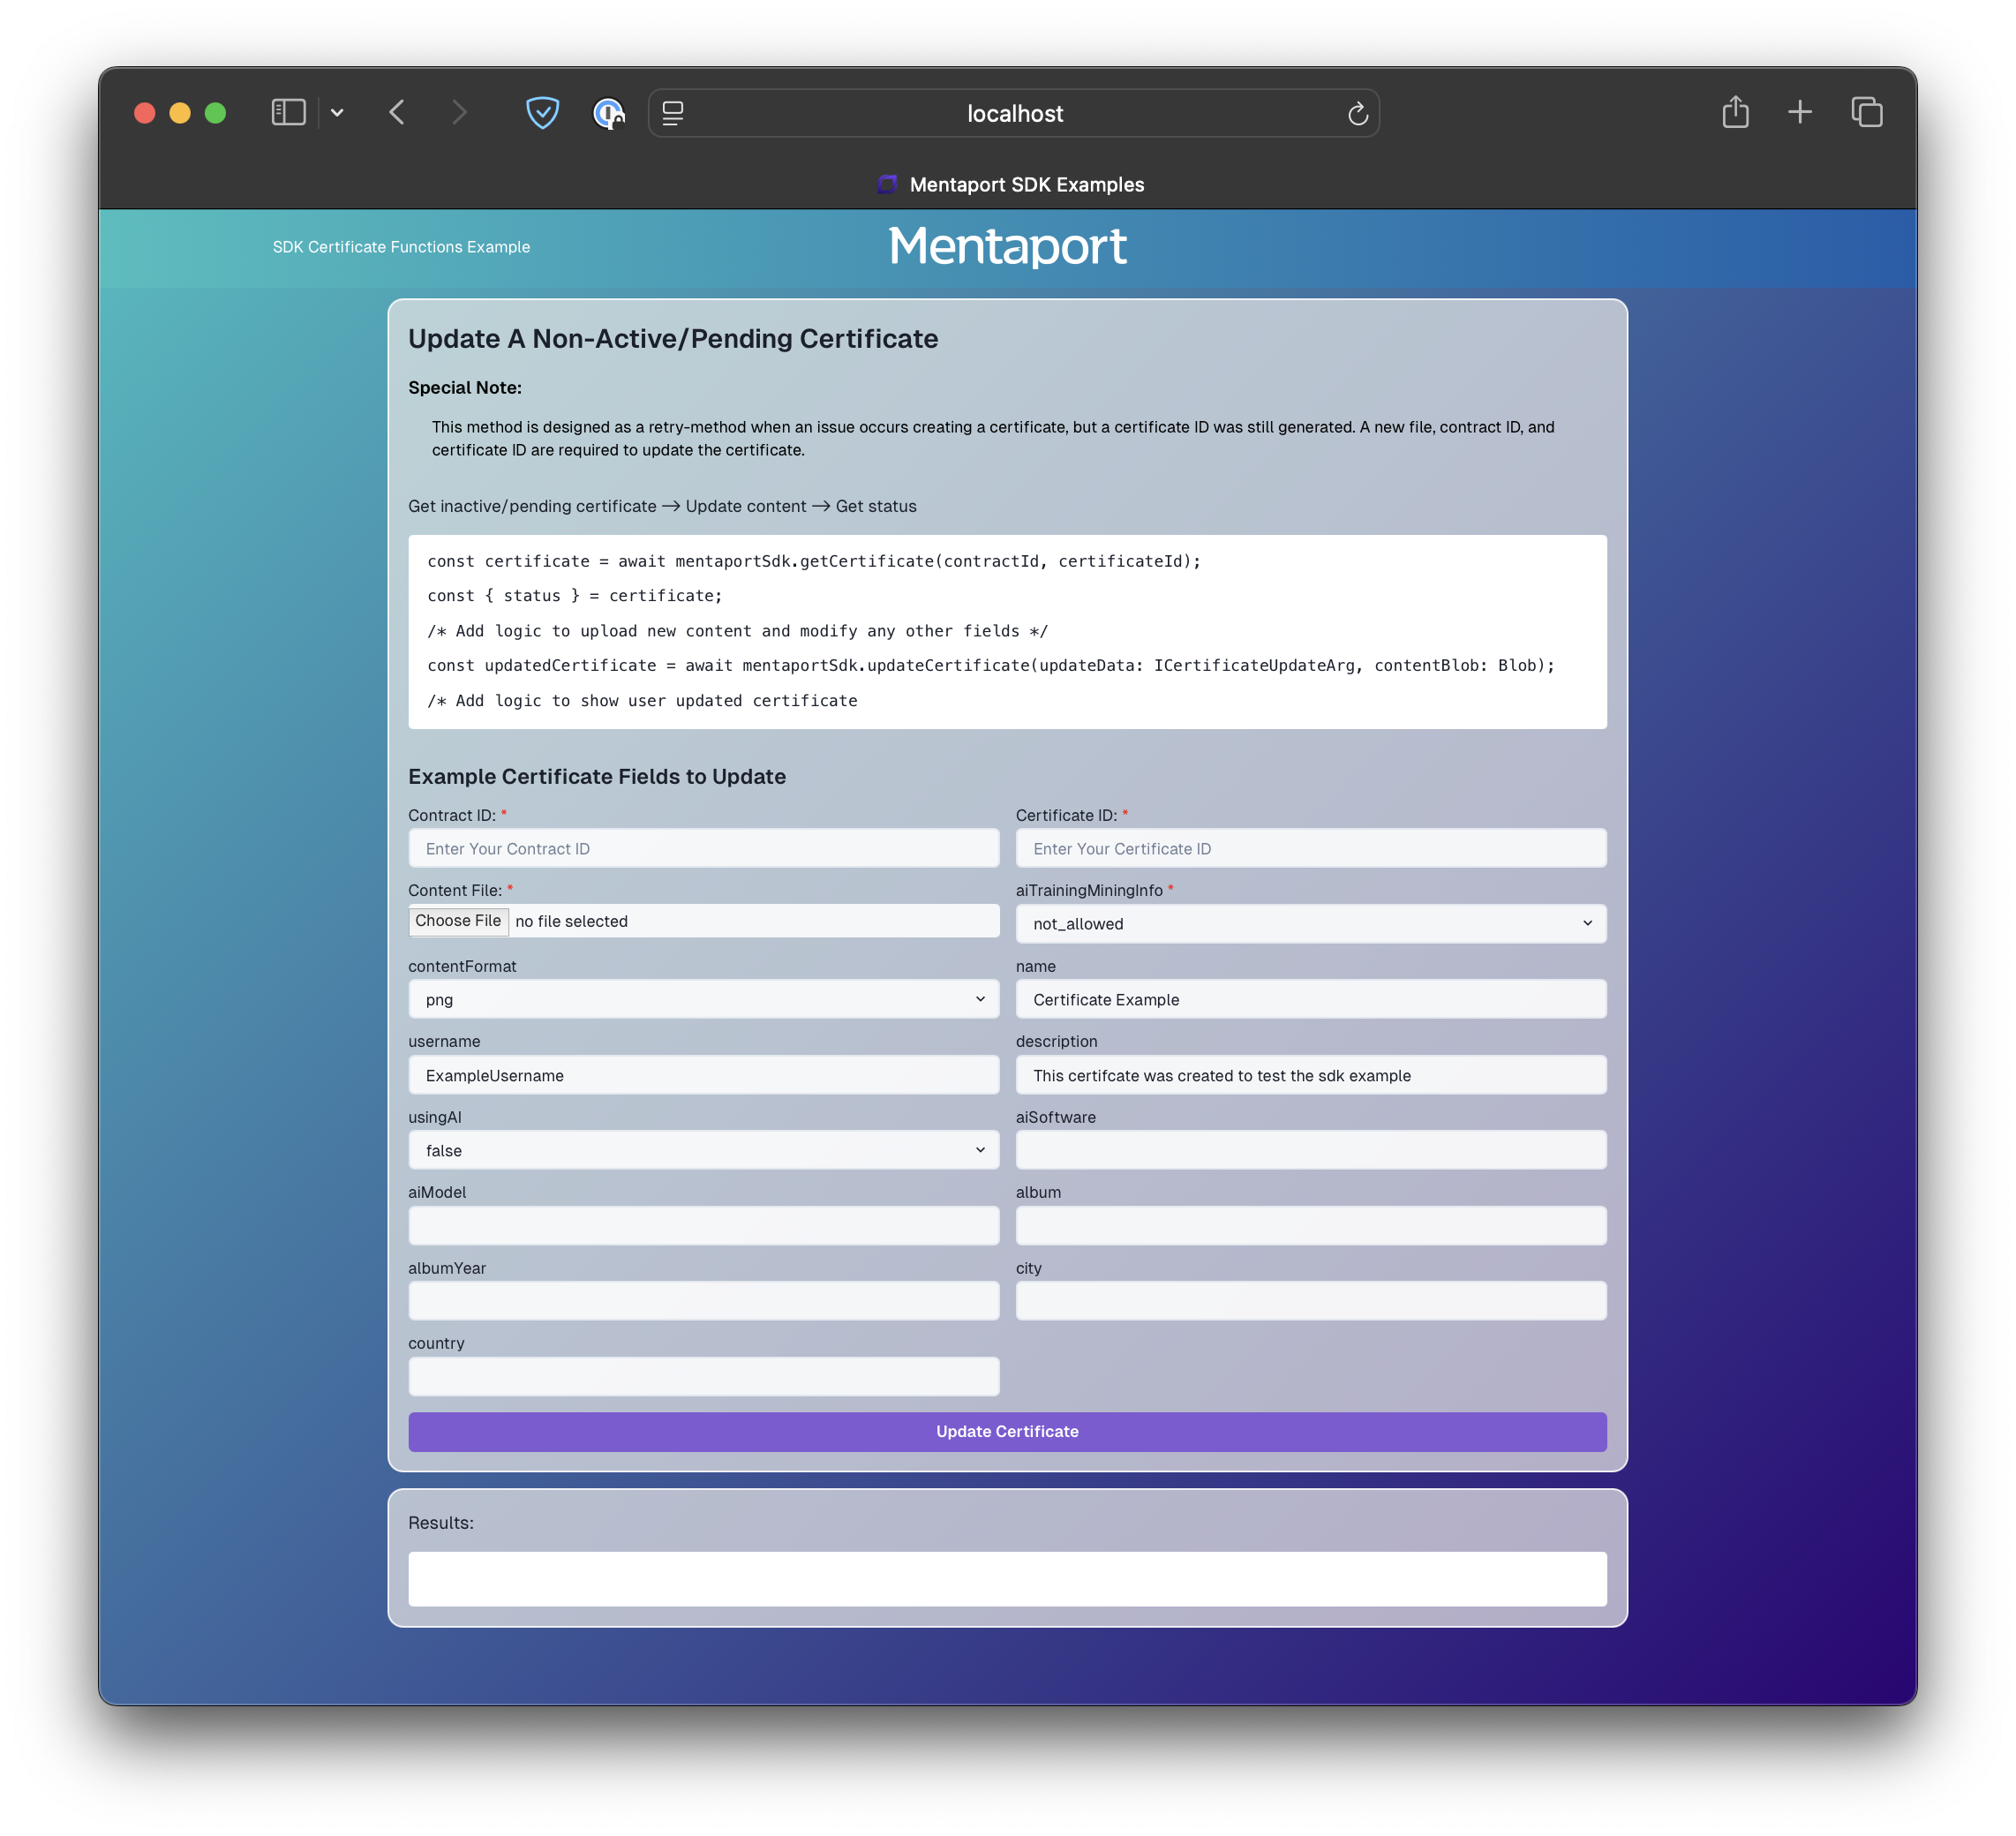 localhost
Mentaport SDK Examples
SDK Certificate Functions Example
Mentaport
Update A Non-Active/Pending Certificate
Special Note:
This method is designed as a retry-method when an issue occurs creating a certificate, but a certificate ID was still generated. A new file, contract ID, and
certificate ID are required to update the certificate.
Get inactive/pending certificate → Update content → Get status
const certificate = await mentaportSdk.getCertificate(contractId, certificateId);
const { status } = certificate;
/* Add logic to upload new content and modify any other fields */
const updatedCertificate = await mentaportSdk.updateCertificate(updateData: ICertificateUpdateArg, contentBlob: Blob);
/* Add logic to show user updated certificate
Example Certificate Fields to Update
Contract ID: *
Certificate ID: *
Enter Your Contract ID
Enter Your Certificate ID
Content File: *
aiTrainingMiningInfo *
Choose File no file selected
not_allowed
contentFormat
name
png
Certificate Example
username
description
ExampleUsername
This certifcate was created to test the sdk example
usingAI
aiSoftware
false
aiModel
album
albumYear
city
country
Update Certificate
Results: